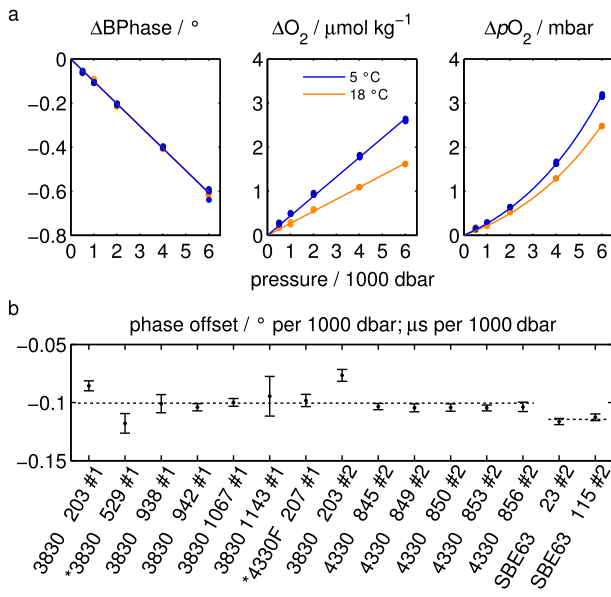 a
ΔBPhase / °
ΔO2 / μmol kg−1
ΔpO2 / mbar
0
−0.2
−0.4
−0.6
−0.8
0 1 2 3 4 5 6
4
3
2
1
0
0 1 2 3 4 5 6
5 °C
18 °C
4
3
2
1
0
0 1 2 3 4 5 6
pressure / 1000 dbar
b
phase offset / ° per 1000 dbar; μs per 1000 dbar
−0.05
−0.1
−0.15
3830 203 #1
*3830 529 #1
3830 938 #1
3830 942 #1
3830 1067 #1
3830 1143 #1
*4330F 207 #1
3830 203 #2
4330 845 #2
4330 849 #2
4330 850 #2
4330 853 #2
4330 856 #2
SBE63 23 #2
SBE63 115 #2